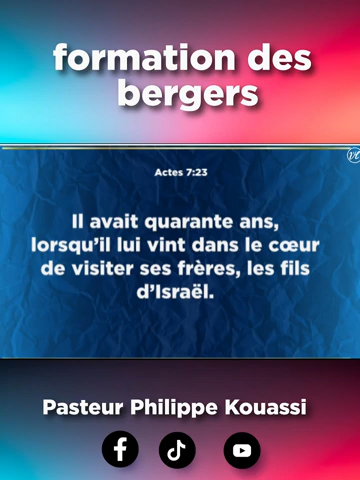 formation des
bergers
Actes 7:23
Il avait quarante ans,
lorsqu'il lui vint dans le cœur
de visiter ses frères, les fils
d'Israël.
Pasteur Philippe Kouassi